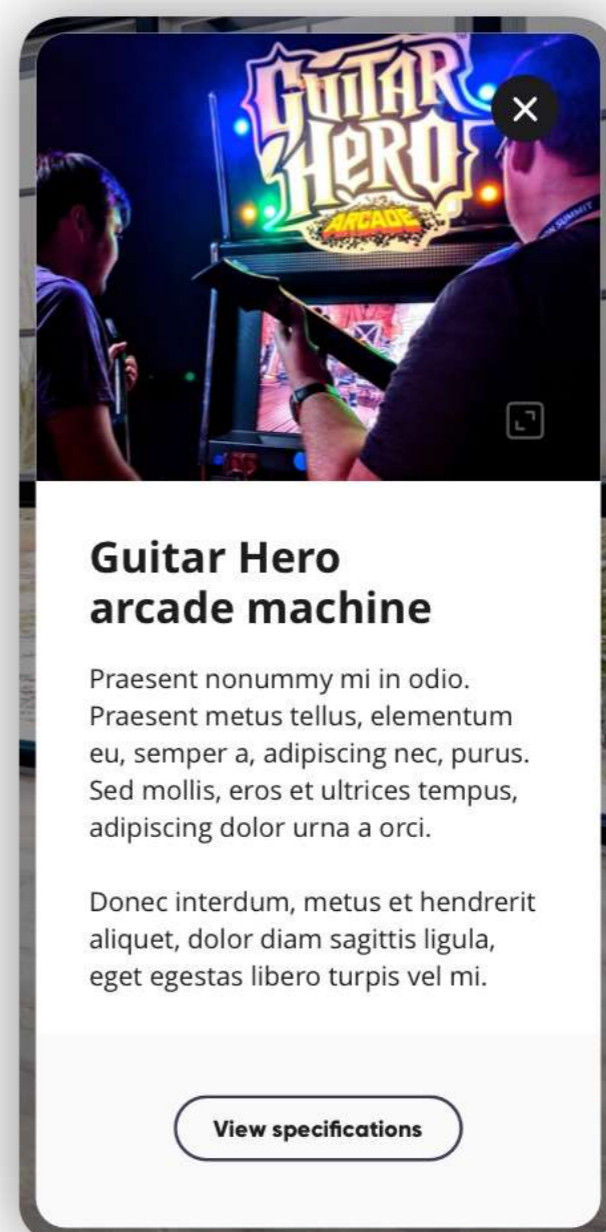 GUITAR
HERO
ARCADE
SUMMIT
Guitar Hero
arcade machine
Praesent nonummy mi in odio.
Praesent metus tellus, elementum
eu, semper a, adipiscing nec, purus.
Sed mollis, eros et ultrices tempus,
adipiscing dolor urna a orci.
Donec interdum, metus et hendrerit
aliquet, dolor diam sagittis ligula,
eget egestas libero turpis vel mi.
View specifications